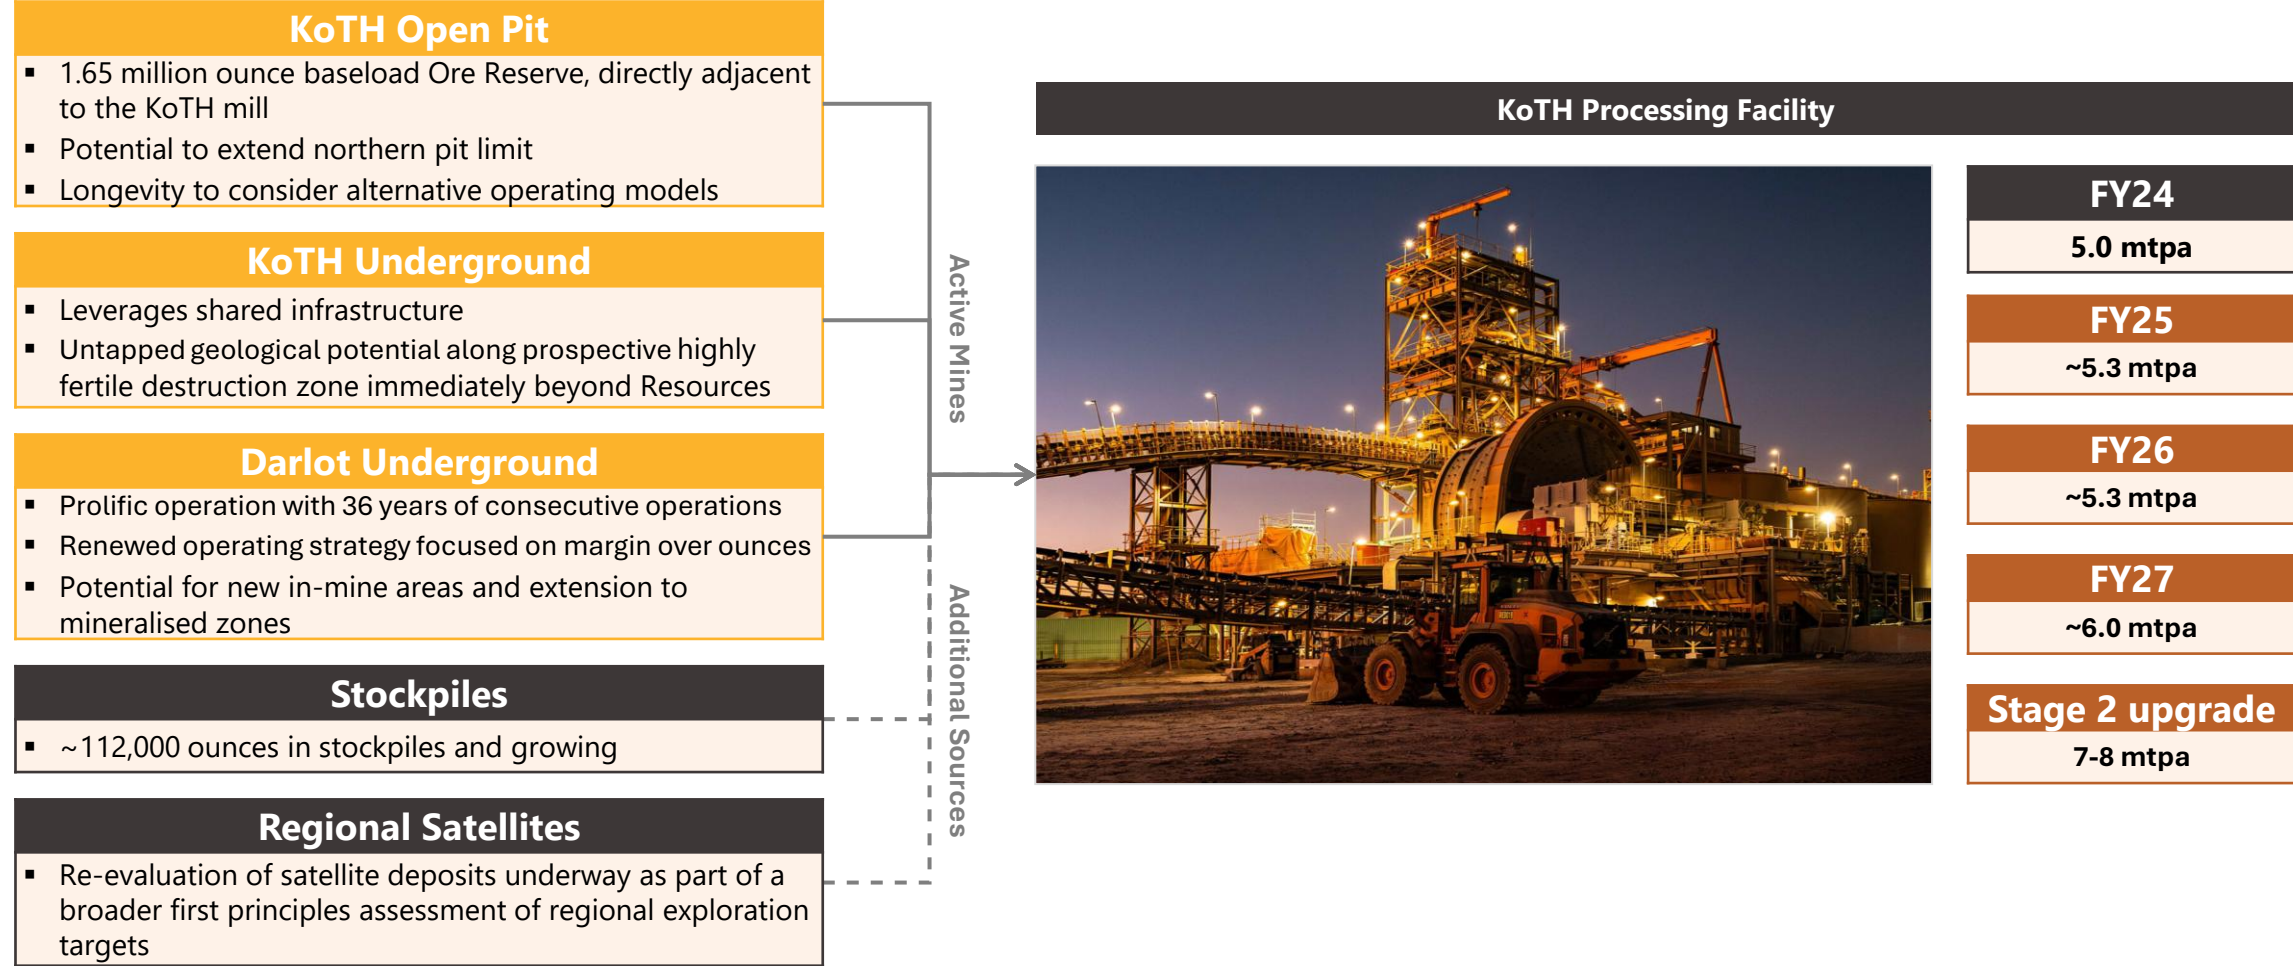 KoTH Open Pit
▪ 1.65 million ounce baseload Ore Reserve, directly adjacent
to the KoTH mill
▪ Potential to extend northern pit limit
▪ Longevity to consider alternative operating models
KoTH Underground
▪ Leverages shared infrastructure
▪ Untapped geological potential along prospective highly
fertile destruction zone immediately beyond Resources
Darlot Underground
▪ Prolific operation with 36 years of consecutive operations
▪ Renewed operating strategy focused on margin over ounces
▪ Potential for new in-mine areas and extension to
mineralised zones
Stockpiles
▪ ~112,000 ounces in stockpiles and growing
Regional Satellites
▪ Re-evaluation of satellite deposits underway as part of a
broader first principles assessment of regional exploration
targets
Active Mines
Additional Sources
KoTH Processing Facility
FY24
5.0 mtpa
FY25
~5.3 mtpa
FY26
~5.3 mtpa
FY27
~6.0 mtpa
Stage 2 upgrade
7-8 mtpa